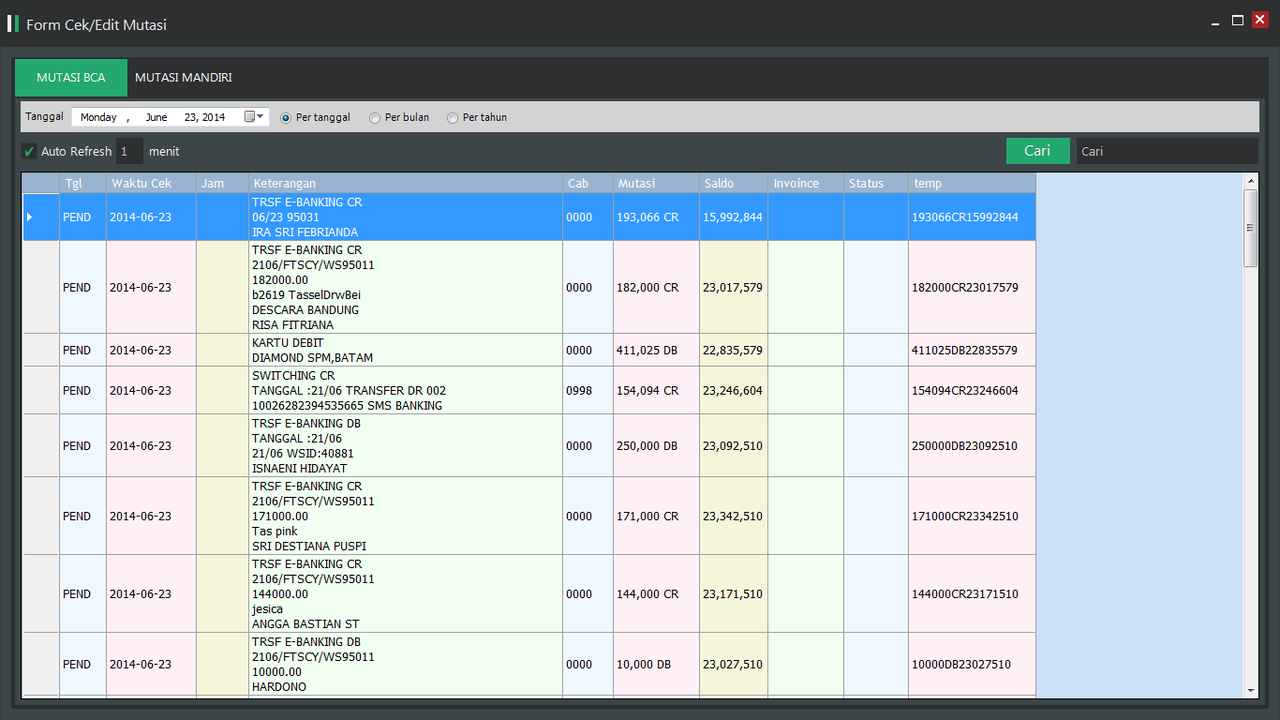 Form Cek/Edit Mutasi
MUTASI BCA MUTASI MANDIRI
Tanggal Monday , June 23, 2014 Per tanggal Per bulan Per tahun
Auto Refresh 1 menit Cari Cari
Tgl Waktu Cek Jam Keterangan Cab Mutasi Saldo Invoince Status temp
TRSF E-BANKING CR
PEND 2014-06-23 06/23 95031 0000 193,066 CR 15,992,844 193066CR15992844
IRA SRI FEBRIANDA
TRSF E-BANKING CR
2106/FTSCY/WS95011
182000.00
PEND 2014-06-23 b2619 TasselDrwBei 0000 182,000 CR 23,017,579 182000CR23017579
DESCARA BANDUNG
RISA FITRIANA
KARTU DEBIT
PEND 2014-06-23 DIAMOND SPM,BATAM 0000 411,025 DB 22,835,579 411025DB22835579
SWITCHING CR
PEND 2014-06-23 TANGGAL :21/06 TRANSFER DR 002 0998 154,094 CR 23,246,604 154094CR23246604
10026282394535665 SMS BANKING
TRSF E-BANKING DB
TANGGAL :21/06
PEND 2014-06-23 21/06 WSID:40881 0000 250,000 DB 23,092,510 250000DB23092510
ISNAENI HIDAYAT
TRSF E-BANKING CR
2106/FTSCY/WS95011
PEND 2014-06-23 171000.00 0000 171,000 CR 23,342,510 171000CR23342510
Tas pink
SRI DESTIANA PUSPI
TRSF E-BANKING CR
2106/FTSCY/WS95011
PEND 2014-06-23 144000.00 0000 144,000 CR 23,171,510 144000CR23171510
jesica
ANGGA BASTIAN ST
TRSF E-BANKING DB
2106/FTSCY/WS95011
PEND 2014-06-23 10000.00 0000 10,000 DB 23,027,510 10000DB23027510
HARDONO